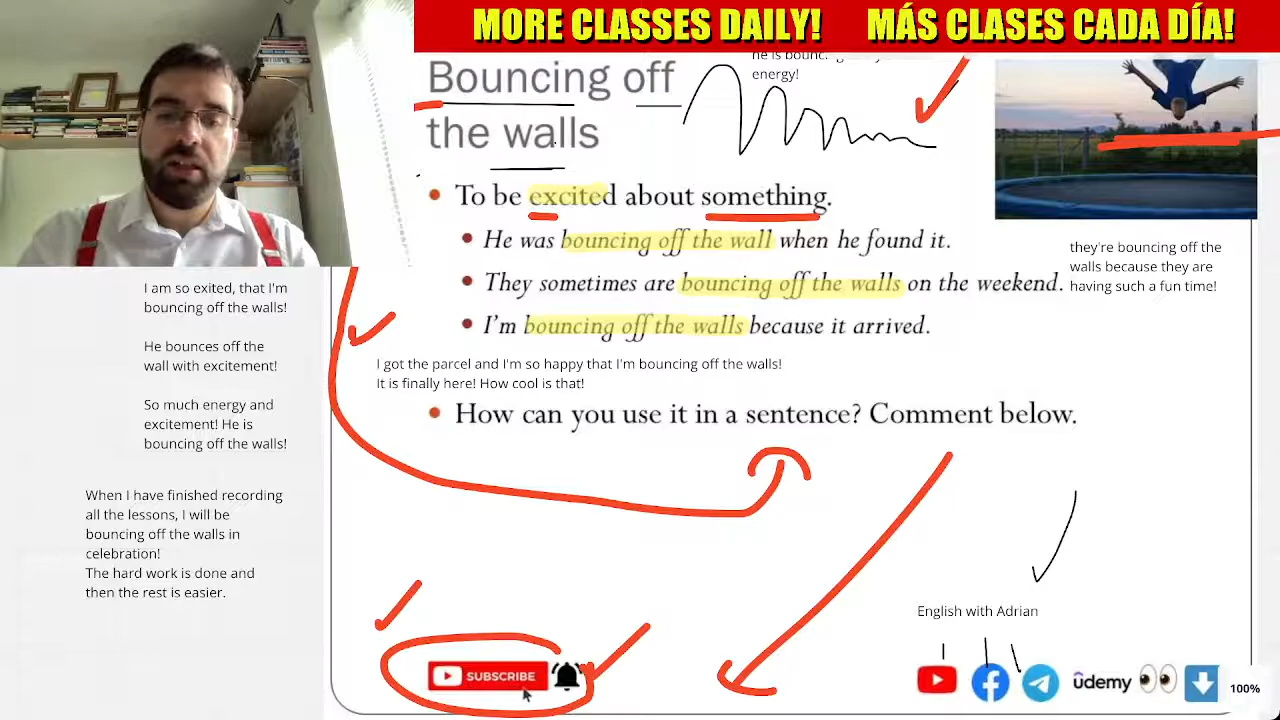 MORE CLASSES DAILY! MÁS CLASES CADA DÍA!
energy!
Bouncing off
the walls
To be excited about something.
He was bouncing off the wall when he found it.
They sometimes are bouncing off the walls on the weekend.
I'm bouncing off the walls because it arrived.
they're bouncing off the
walls because they are
having such a fun time!
I got the parcel and I'm so happy that I'm bouncing off the walls!
It is finally here! How cool is that!
How can you use it in a sentence? Comment below.
I am so exited, that I'm
bouncing off the walls!
He bounces off the
wall with excitement!
So much energy and
excitement! He is
bouncing off the walls!
When I have finished recording
all the lessons, I will be
bouncing off the walls in
celebration!
The hard work is done and
then the rest is easier.
English with Adrian
SUBSCRIBE
udemy
100%